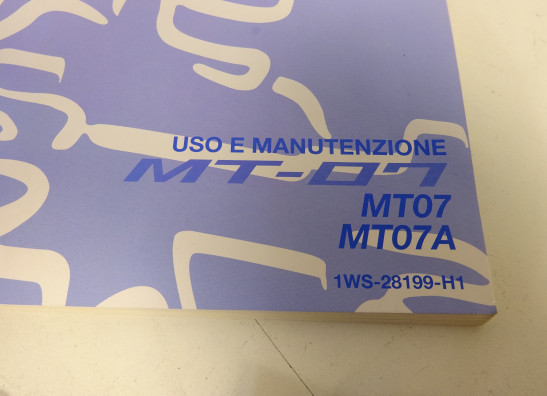 USO E MANUTENZIONE
MT-07
MT07
MT07A
1WS-28199-H1